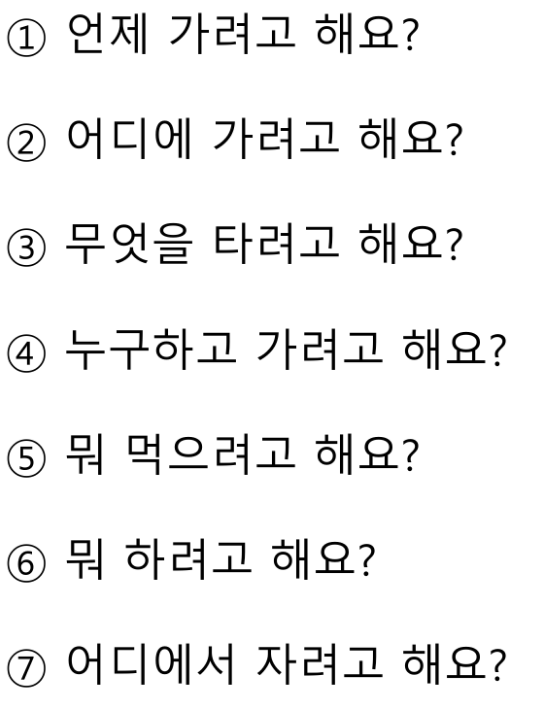 ① 언제 가려고 해요?
② 어디에 가려고 해요?
③ 무엇을 타려고 해요?
④ 누구하고 가려고 해요?
⑤ 뭐 먹으려고 해요?
⑥ 뭐 하려고 해요?
⑦ 어디에서 자려고 해요?